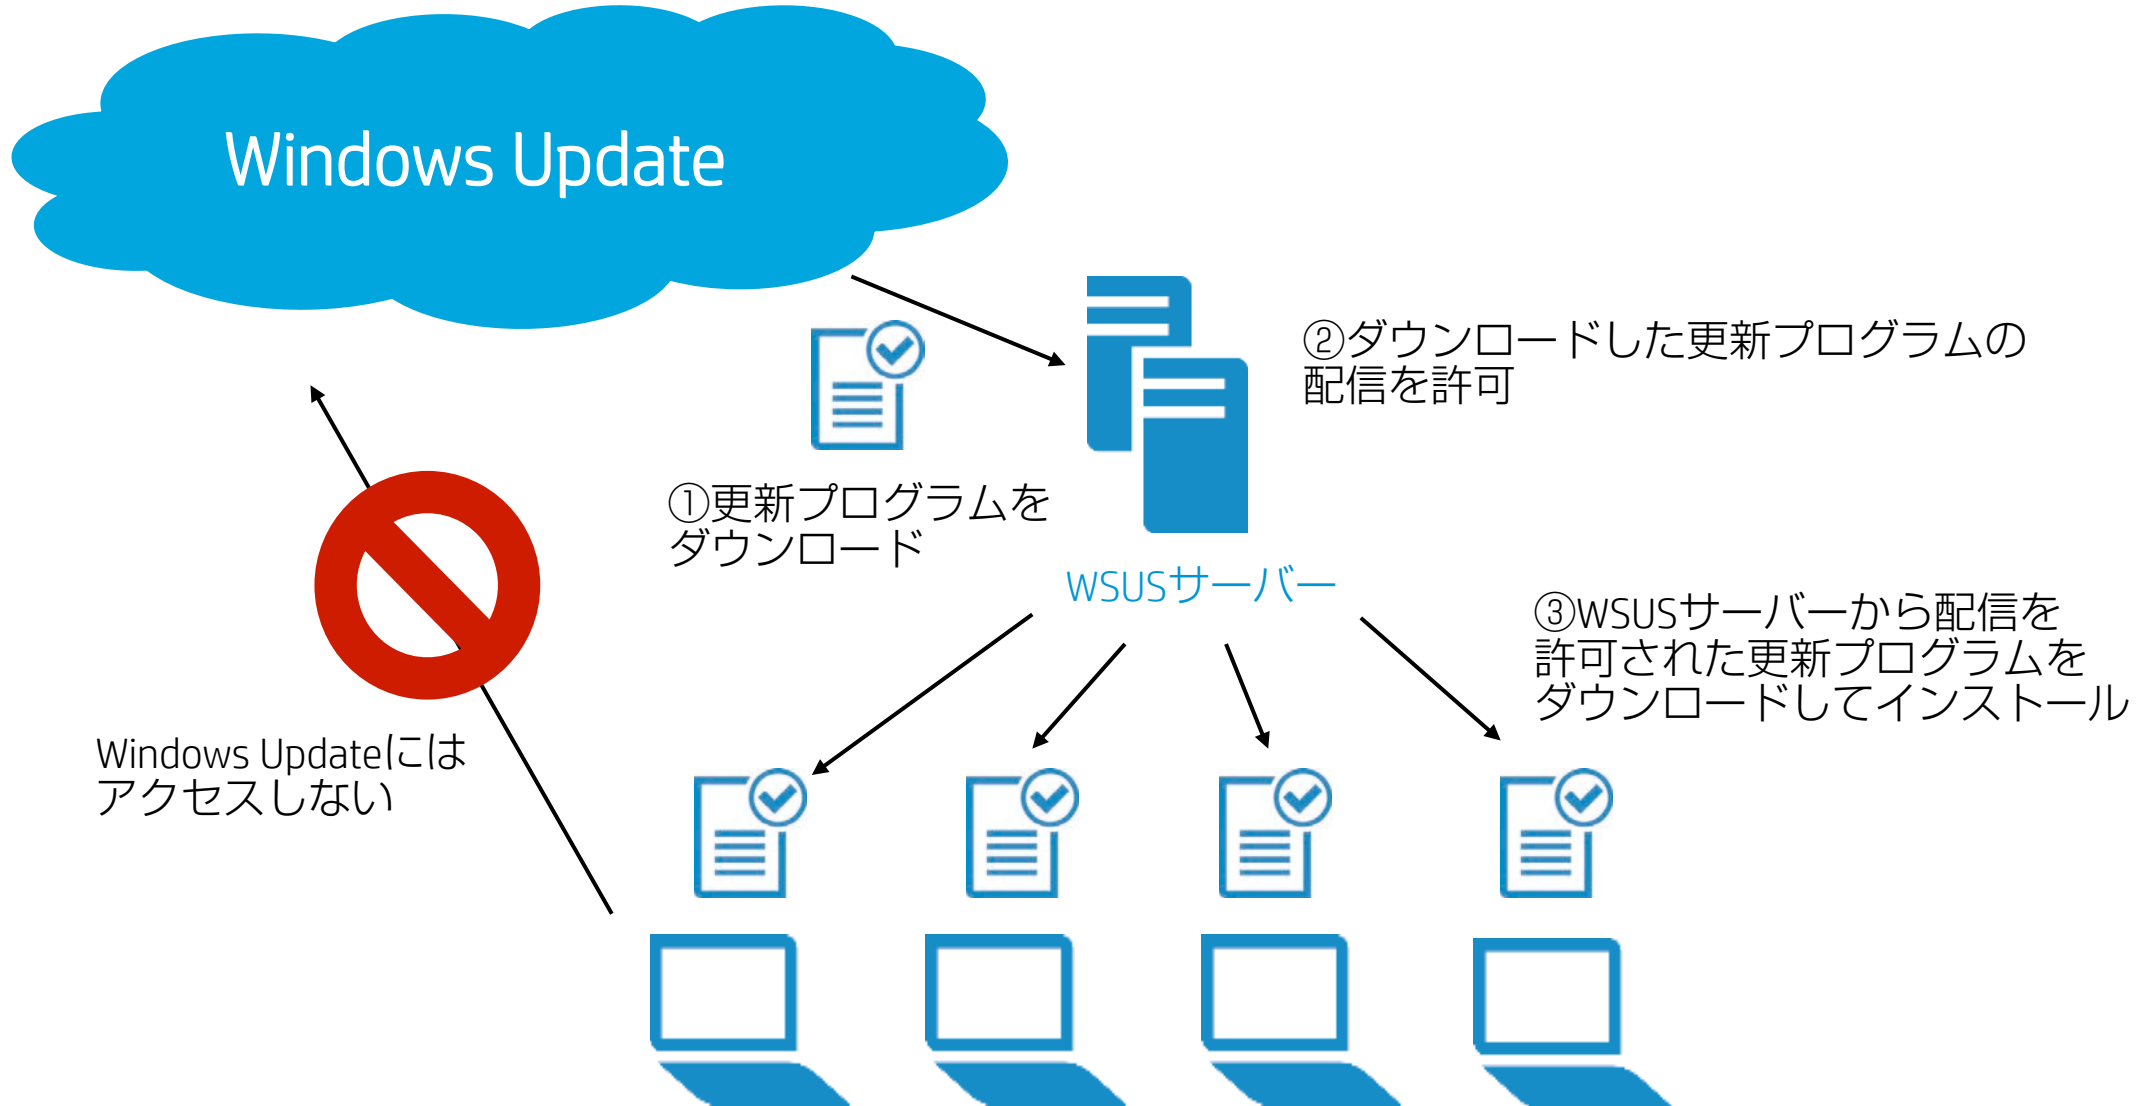 Windows Update
②ダウンロードした更新プログラムの
配信を許可
①更新プログラムを
ダウンロード
WSUSサーバー
③WSUSサーバーから配信を
許可された更新プログラムを
ダウンロードしてインストール
Windows Updateには
アクセスしない